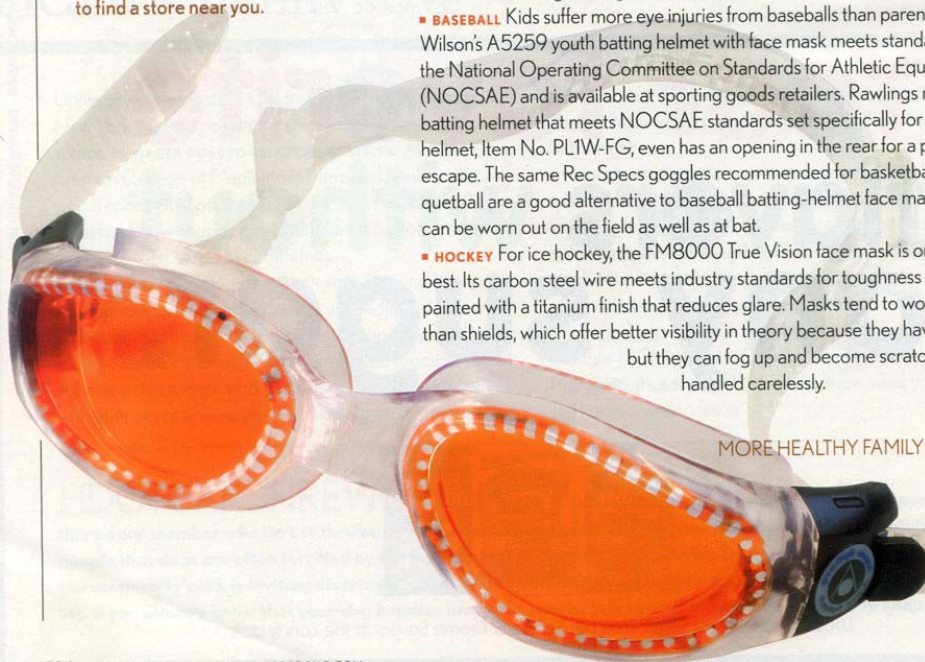 to find a store near you.
▪ BASEBALL Kids suffer more eye injuries from baseballs than paren
Wilson's A5259 youth batting helmet with face mask meets stand
the National Operating Committee on Standards for Athletic Equ
(NOCSAE) and is available at sporting goods retailers. Rawlings
batting helmet that meets NOCSAE standards set specifically for
helmet, Item No. PL1W-FG, even has an opening in the rear for a p
escape. The same Rec Specs goggles recommended for basketba
quetball are a good alternative to baseball batting-helmet face ma
can be worn out on the field as well as at bat.
▪ HOCKEY For ice hockey, the FM8000 True Vision face mask is o
best. Its carbon steel wire meets industry standards for toughness
painted with a titanium finish that reduces glare. Masks tend to wo
than shields, which offer better visibility in theory because they hav
but they can fog up and become scratc
handled carelessly.
MORE HEALTHY FAMILY